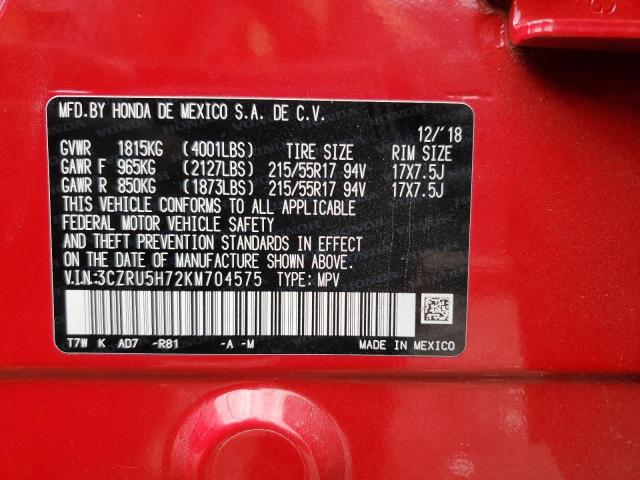 MFD.BY HONDA DE MEXICO S.A. DE C.V.
12/'18
GVWR 1815KG (4001LBS) TIRE SIZE RIM SIZE
GAWR F 965KG (2127LBS) 215/55R17 94V 17X7.5J
GAWR R 850KG (1873LBS) 215/55R17 94V 17X7.5J
THIS VEHICLE CONFORMS TO ALL APPLICABLE
FEDERAL MOTOR VEHICLE SAFETY
AND THEFT PREVENTION STANDARDS IN EFFECT
ON THE DATE OF MANUFACTURE SHOWN ABOVE.
V.I.N:3CZRU5H72KM704575 TYPE: MPV
T7W K AD7 -R81 -A -M MADE IN MEXICO